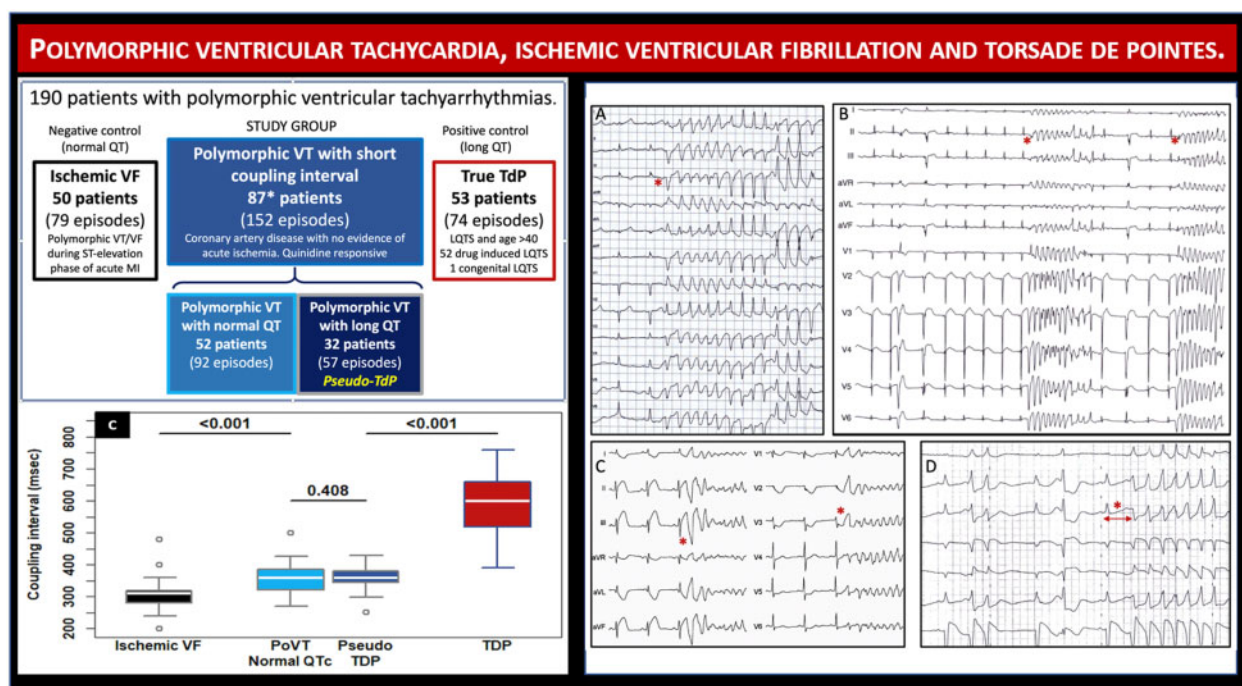 POLYMORPHIC VENTRICULAR TACHYCARDIA, ISCHEMIC VENTRICULAR FIBRILLATION AND TORSADE DE POINTES.
190 patients with polymorphic ventricular tachyarrhythmias.
Negative control
(normal QT)
Ischemic VF
50 patients
(79 episodes)
Polymorphic VT/VF
during ST-elevation
phase of acute MI
STUDY GROUP
Polymorphic VT with short
coupling interval
87* patients
(152 episodes)
Coronary artery disease with no evidence of
acute ischemia. Quinidine responsive
Positive control
(long QT)
True TdP
53 patients
(74 episodes)
LQTS and age >40
52 drug induced LQTS
1 congenital LQTS
Polymorphic VT
with normal QT
52 patients
(92 episodes)
Polymorphic VT
with long QT
32 patients
(57 episodes)
Pseudo-TdP
C
<0.001
<0.001
0.408
Coupling interval (msec)
800
700
600
500
400
300
200
Ischemic VF
PoVT
Normal QTc
Pseudo
TDP
TDP
A
*
B
I
II
III
aVR
aVL
aVF
V1
V2
V3
V4
V5
V6
*
*
C
I
II
III
aVR
aVL
aVF
V1
V2
V3
V4
V5
V6
*
*
D
*